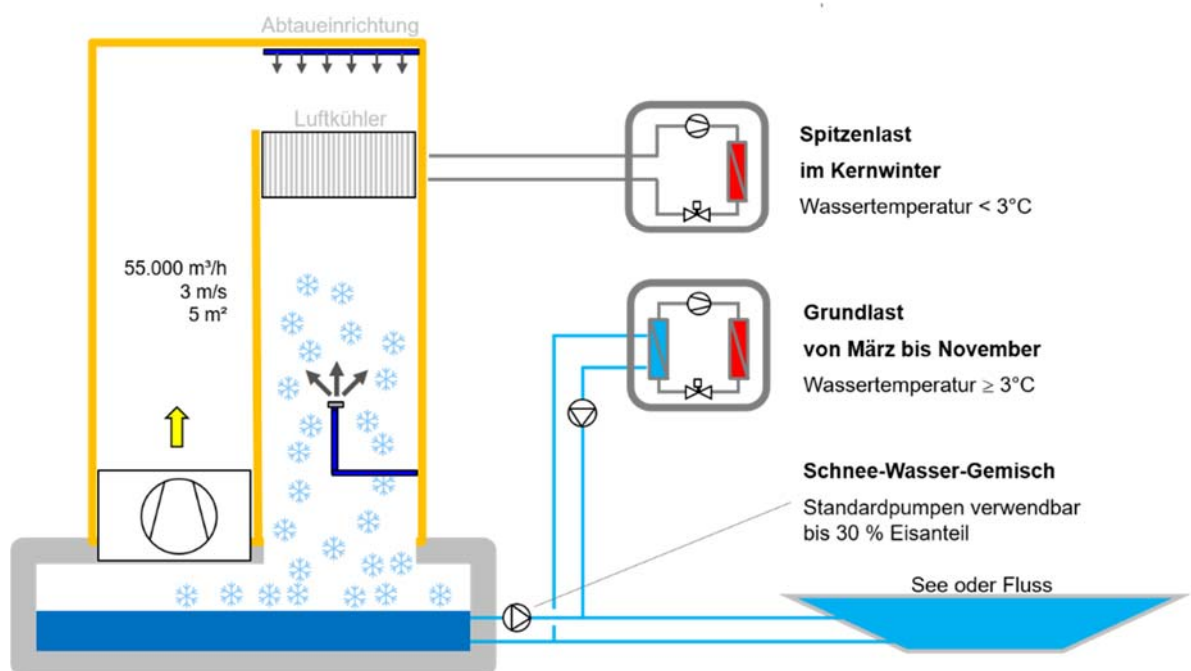 Abtaueinrichtung
Luftkühler
55.000 m³/h
3 m/s
5 m²
Spitzenlast
im Kernwinter
Wassertemperatur < 3°C
Grundlast
von März bis November
Wassertemperatur ≥ 3°C
Schnee-Wasser-Gemisch
Standardpumpen verwendbar
bis 30 % Eisanteil
See oder Fluss